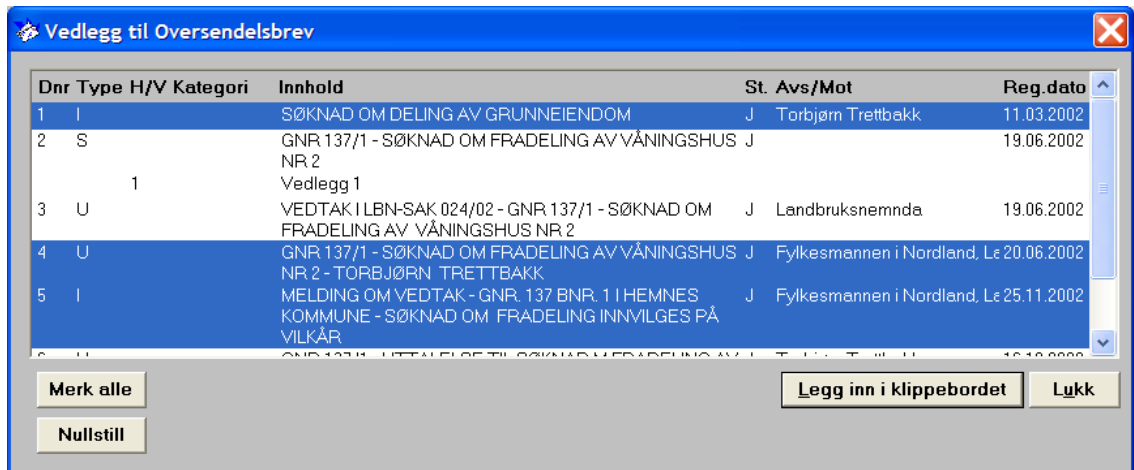 Vedlegg til Oversendelsbrev
Dnr Type H/V Kategori Innhold St. Avs/Mot Reg.dato
1 I SØKNAD OM DELING AV GRUNNEIENDOM J Torbjørn Trettbakk 11.03.2002
2 S GNR 137/1 - SØKNAD OM FRADELING AV VÅNINGSHUS J 19.06.2002
NR 2
1 Vedlegg 1
3 U VEDTAK I LBN-SAK 024/02 - GNR 137/1 - SØKNAD OM J Landbruksnemnda 19.06.2002
FRADELING AV VÅNINGSHUS NR 2
4 U GNR 137/1 - SØKNAD OM FRADELING AV VÅNINGSHUS J Fylkesmannen i Nordland, La 20.06.2002
NR 2 - TORBJØRN TRETTBAKK
5 I MELDING OM VEDTAK - GNR. 137 BNR. 1 I HEMNES J Fylkesmannen i Nordland, La 25.11.2002
KOMMUNE - SØKNAD OM FRADELING INNVILGES PÅ
VILKÅR
Merk alle Legg inn i klippebordet Lukk
Nullstill